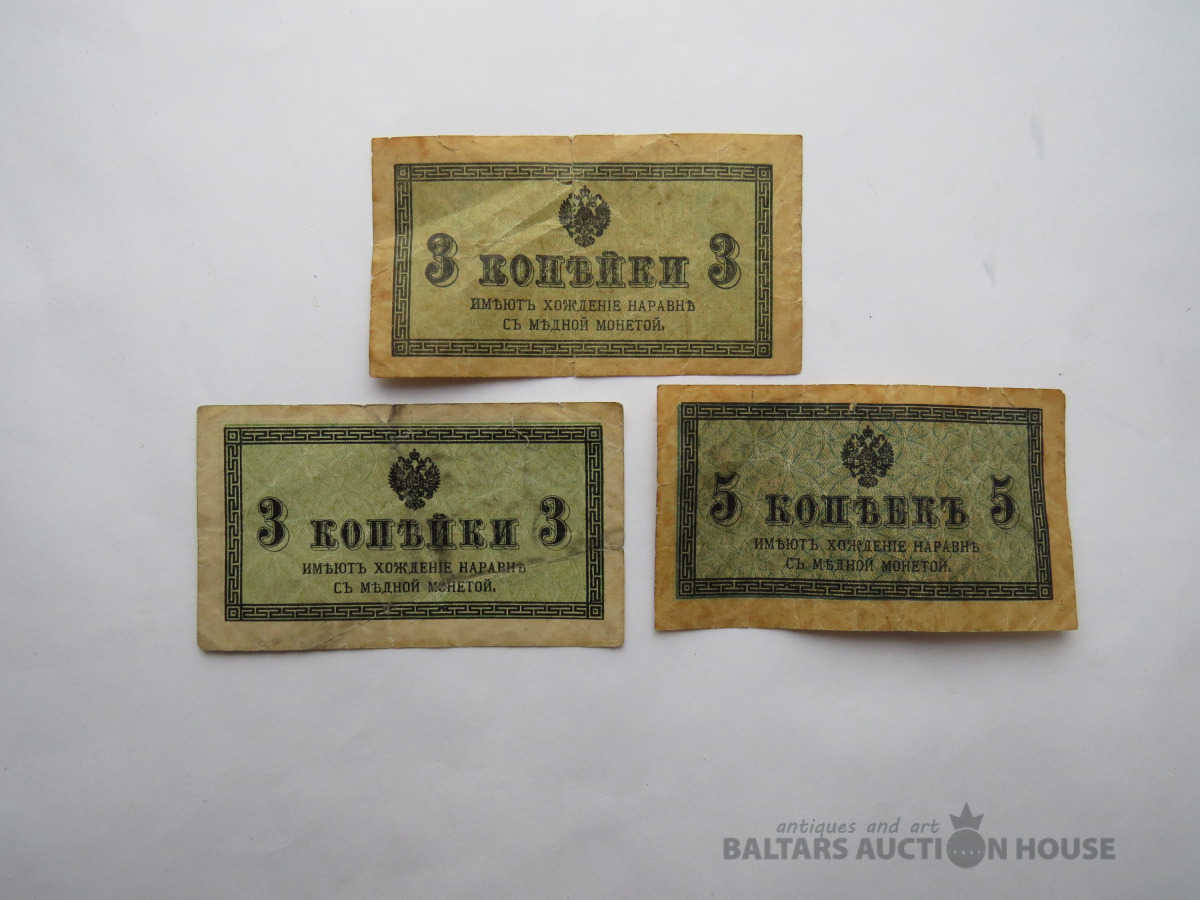 3 КОПѢЙКИ 3
ИМѢЮТЪ ХОЖДЕНІЕ НАРАВНѢ
СЪ МѢДНОЙ МОНЕТОЙ.
3 КОПѢЙКИ 3
ИМѢЮТЪ ХОЖДЕНІЕ НАРАВНѢ
СЪ МѢДНОЙ МОНЕТОЙ.
5 КОПѢЕКЪ 5
ИМѢЮТЪ ХОЖДЕНІЕ НАРАВНѢ
СЪ МѢДНОЙ МОНЕТОЙ.
antiques and art
BALTARS AUCTION HOUSE